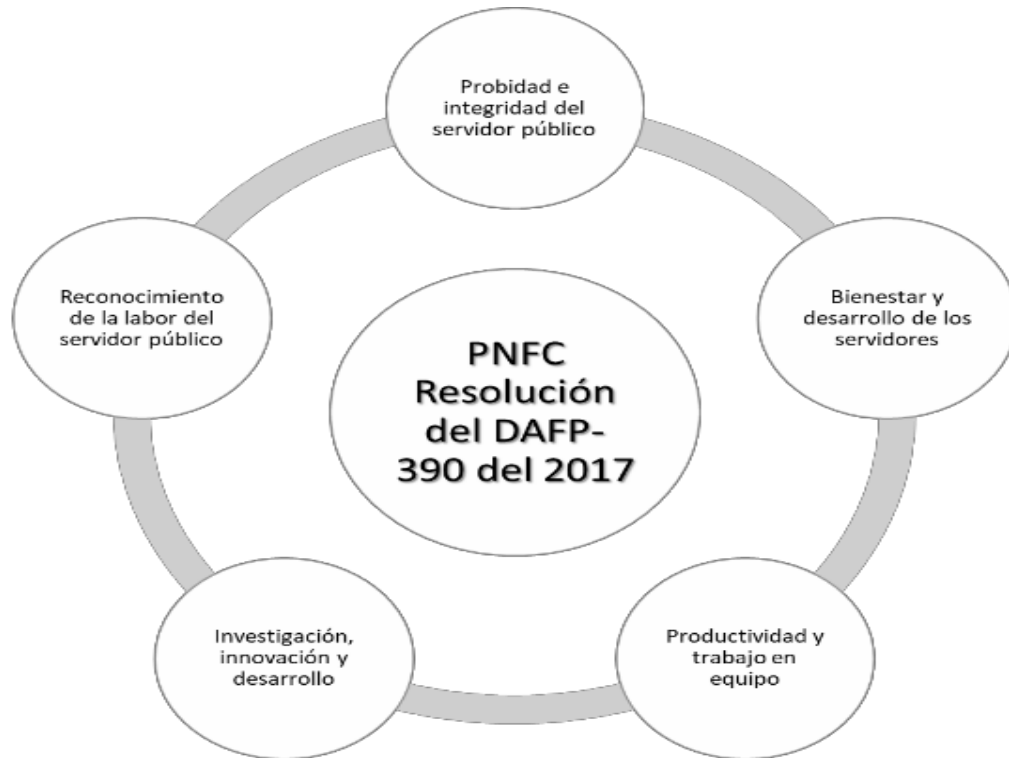 Probidad e
integridad del
servidor público
Reconocimiento
de la labor del
servidor público
Bienestar y
desarrollo de los
servidores
PNFC
Resolución
del DAFP-
390 del 2017
Investigación,
innovación y
desarrollo
Productividad y
trabajo en
equipo